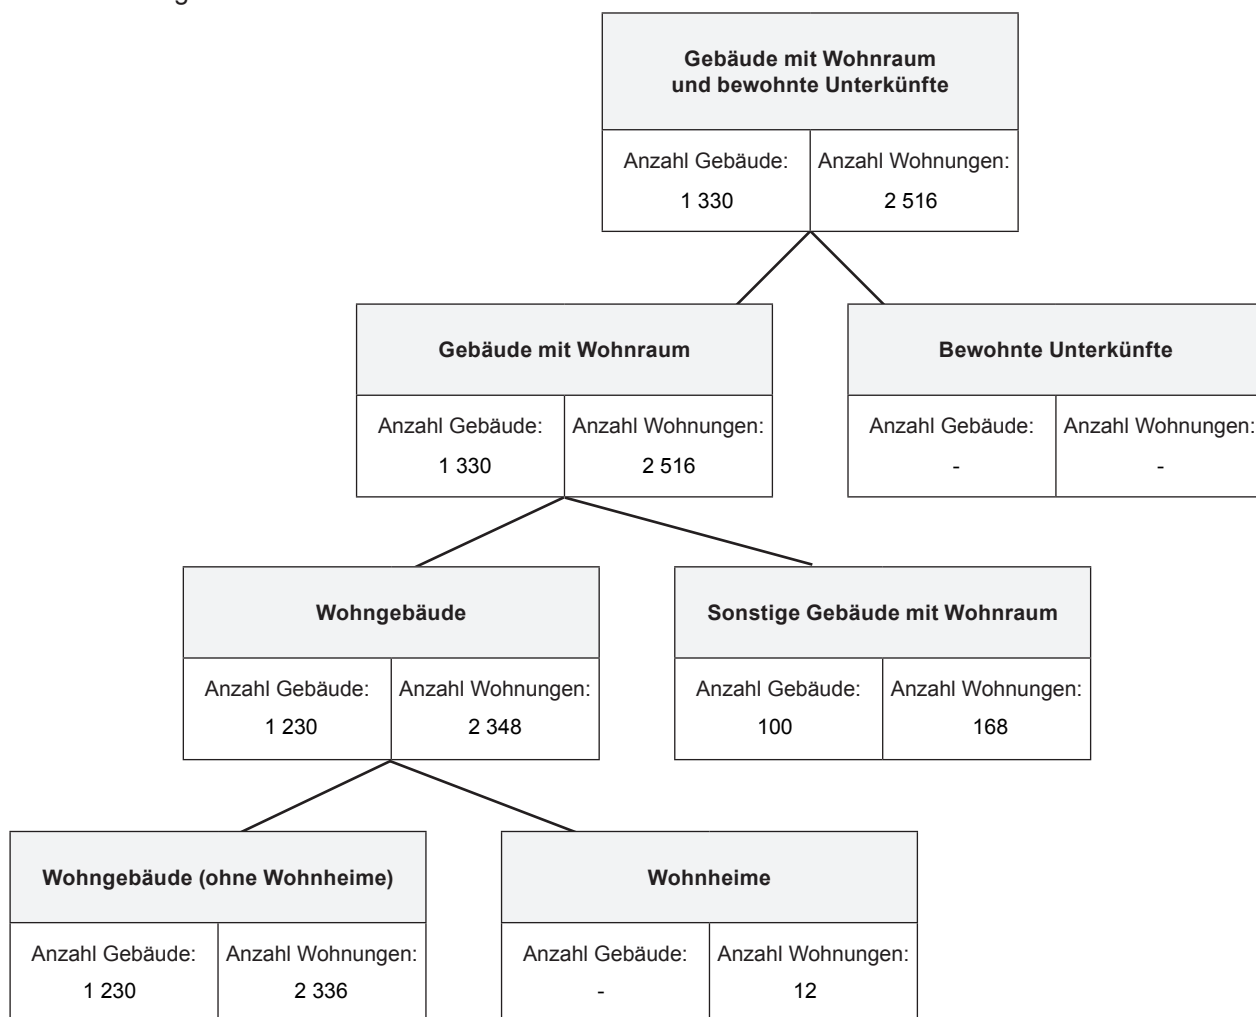 Gebäude mit Wohnraum
und bewohnte Unterkünfte
Anzahl Gebäude: Anzahl Wohnungen:
1 330 2 516
Gebäude mit Wohnraum
Anzahl Gebäude: Anzahl Wohnungen:
1 330 2 516
Bewohnte Unterkünfte
Anzahl Gebäude: Anzahl Wohnungen:
- -
Wohngebäude
Anzahl Gebäude: Anzahl Wohnungen:
1 230 2 348
Sonstige Gebäude mit Wohnraum
Anzahl Gebäude: Anzahl Wohnungen:
100 168
Wohngebäude (ohne Wohnheime)
Anzahl Gebäude: Anzahl Wohnungen:
1 230 2 336
Wohnheime
Anzahl Gebäude: Anzahl Wohnungen:
- 12